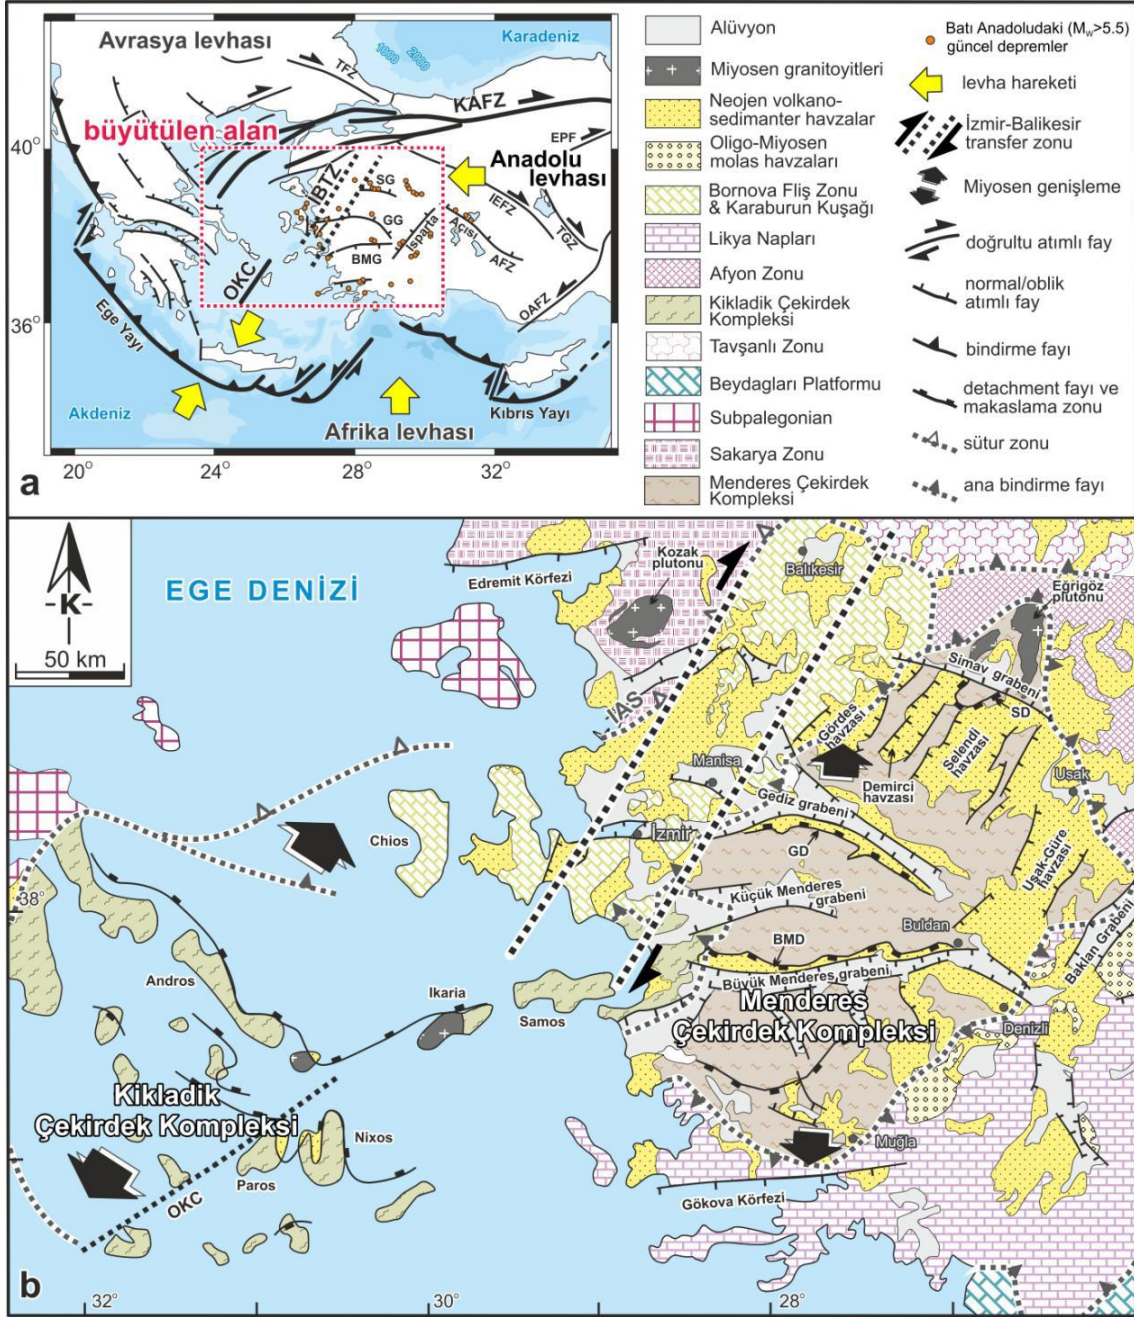 Avrasya levhası
Karadeniz
1000
2000
TFZ
KAFZ
büyütülen alan
40°
EPF
Anadolu
levhası
İBTZ
SG
IEFZ
TGZ
GG
Isparta
Açısı
BMG
AFZ
OKC
OAFZ
36°
Ege Yayı
Akdeniz
Afrika levhası
Kıbrıs Yayı
20°
24°
28°
32°
a
Alüvyon
Miyosen granitoyitleri
Neojen volkano-
sedimanter havzalar
Oligo-Miyosen
molas havzaları
Bornova Fliş Zonu
& Karaburun Kuşağı
Likya Napları
Afyon Zonu
Kikladik Çekirdek
Kompleksi
Tavşanlı Zonu
Beydagları Platformu
Subpalegonian
Sakarya Zonu
Menderes Çekirdek
Kompleksi
Batı Anadoludaki (Mw>5.5)
güncel depremler
levha hareketi
İzmir-Balikesir
transfer zonu
Miyosen genişleme
doğrultu atımlı fay
normal/oblik
atımlı fay
bindirme fayı
detachment fayı ve
makaslama zonu
sütur zonu
ana bindirme fayı
K
50 km
EGE DENİZİ
Edremit Körfezi
Kozak
plutonu
Balıkesir
Eğrigöz
plutonu
Simav grabeni
IAS
SD
Gördes
havzası
Selendi
havzası
Manisa
Demirci
havzası
Uşak
Gediz grabeni
Chios
İzmir
GD
Uşak-Güre
havzası
38°
Küçük Menderes
grabeni
Buldan
Baklan Grabeni
BMD
Andros
Ikaria
Büyük Menderes grabeni
Samos
Menderes
Çekirdek Kompleksi
Denizli
Kikladik
Çekirdek Kompleksi
Nixos
Muğla
Paros
OKC
Gökova Körfezi
b
32°
30°
28°